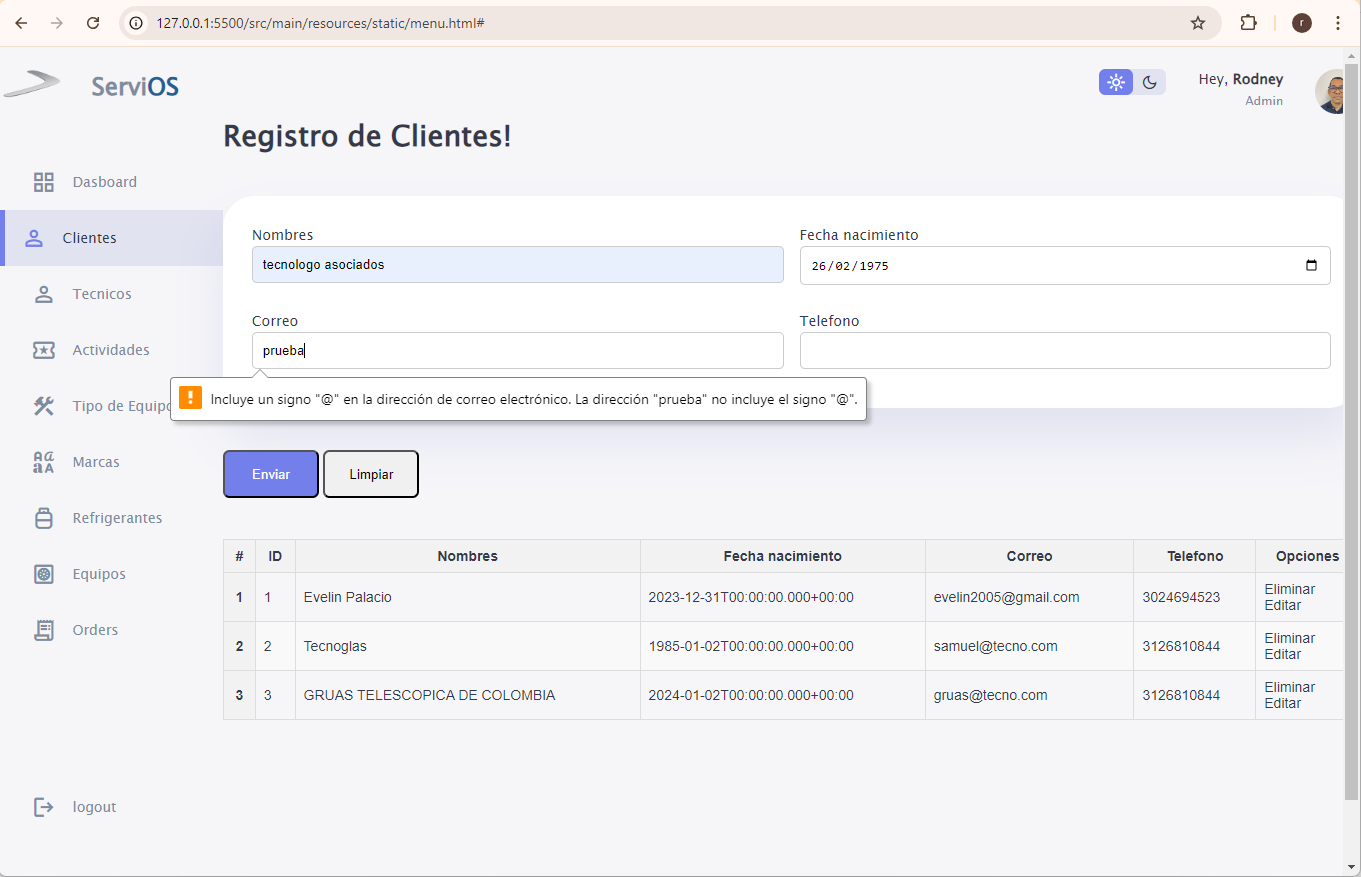 127.0.0.1:5500/src/main/resources/static/menu.html#
r
ServiOS
Hey, Rodney
Admin
Registro de Clientes!
Dasboard
Clientes
Tecnicos
Actividades
Tipo de Equipo
Marcas
Refrigerantes
Equipos
Orders
logout
Nombres
Fecha nacimiento
tecnologo asociados
26/02/1975
Correo
Telefono
prueba
Incluye un signo "@" en la dirección de correo electrónico. La dirección "prueba" no incluye el signo "@".
Enviar
Limpiar
# ID Nombres Fecha nacimiento Correo Telefono Opciones
1 1 Evelin Palacio 2023-12-31T00:00:00.000+00:00 evelin2005@gmail.com 3024694523 Eliminar
Editar
2 2 Tecnoglas 1985-01-02T00:00:00.000+00:00 samuel@tecno.com 3126810844 Eliminar
Editar
3 3 GRUAS TELESCOPICA DE COLOMBIA 2024-01-02T00:00:00.000+00:00 gruas@tecno.com 3126810844 Eliminar
Editar